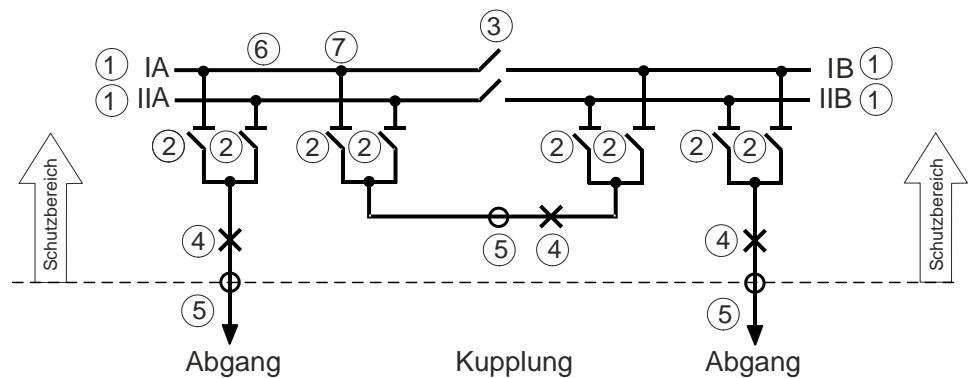 3
6 7
1 IA IB 1
1 IIA IIB 1
2 2 2 2 2 2 2 2
Schutzbereich Schutzbereich
4 5 4 4
5 5
Abgang Kupplung Abgang